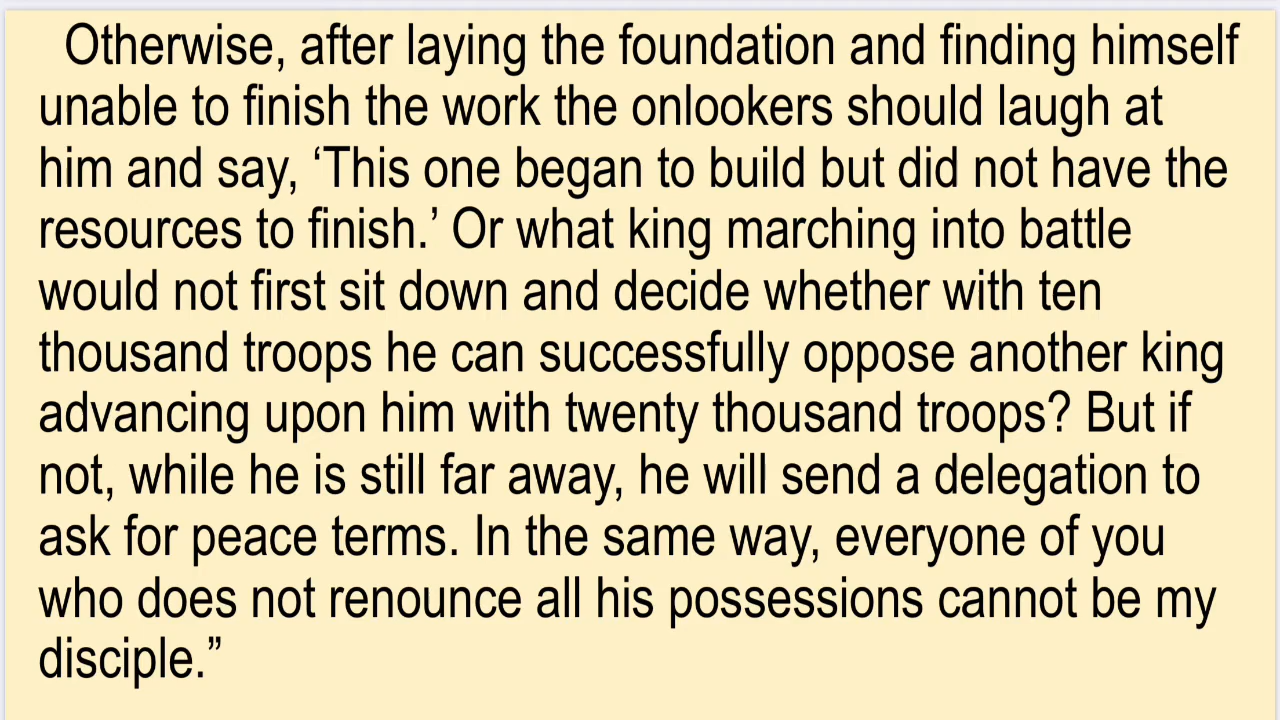 Otherwise, after laying the foundation and finding himself
unable to finish the work the onlookers should laugh at
him and say, ‘This one began to build but did not have the
resources to finish.’ Or what king marching into battle
would not first sit down and decide whether with ten
thousand troops he can successfully oppose another king
advancing upon him with twenty thousand troops? But if
not, while he is still far away, he will send a delegation to
ask for peace terms. In the same way, everyone of you
who does not renounce all his possessions cannot be my
disciple.”